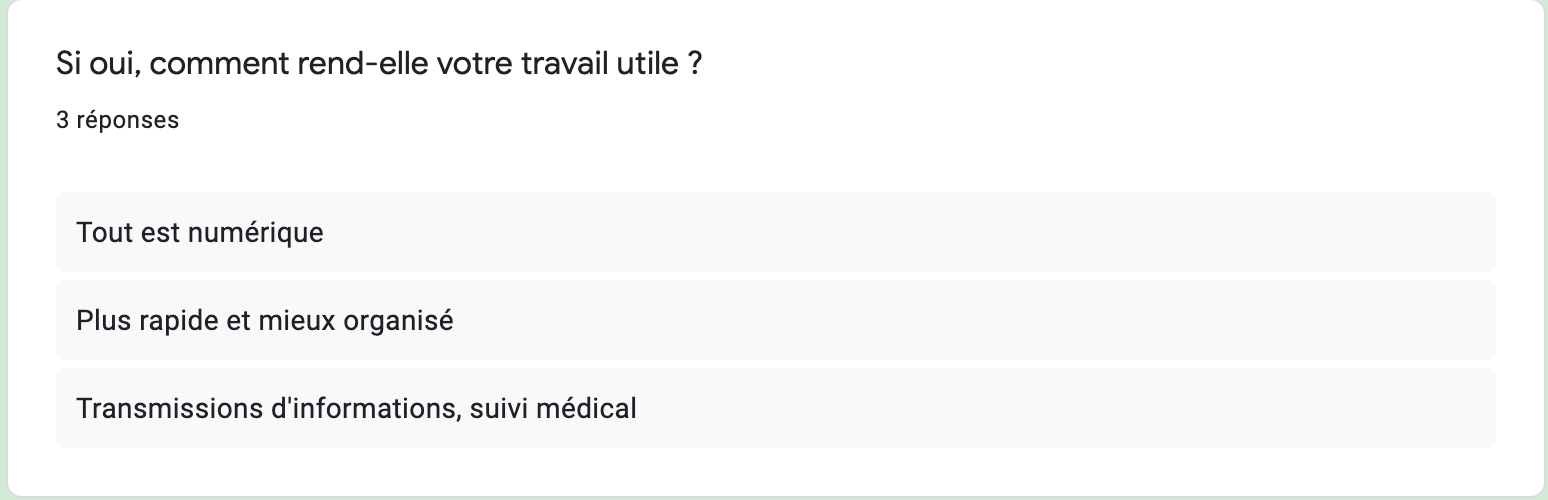 Si oui, comment rend-elle votre travail utile ?
3 réponses
Tout est numérique
Plus rapide et mieux organisé
Transmissions d'informations, suivi médical